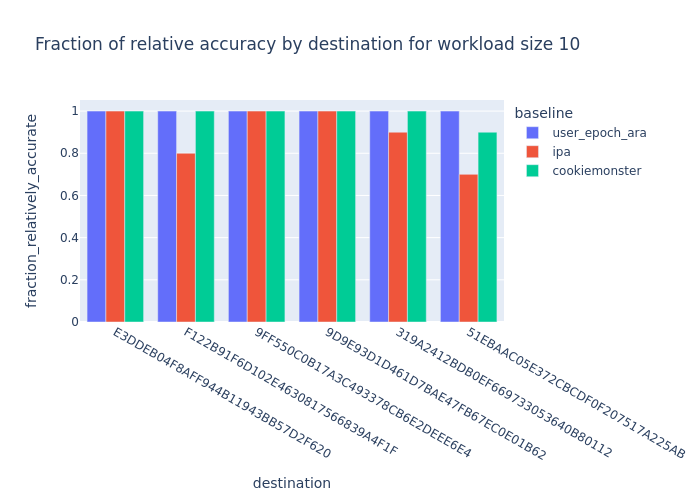 Fraction of relative accuracy by destination for workload size 10
baseline
user_epoch_ara
ipa
cookiemonster
fraction_relatively_accurate
1
0.8
0.6
0.4
0.2
0
E3DDEB04F8AFF944B11943BB57D2F620
F122B91F6D102E4630817566839A4F1F
9FF550C0B17A3C493378CB6E2DEEE6E4
9D9E93D1D461D7BAE47FB67EC0E01B62
319A2412BDB0EF669733053640B80112
51EBAAC05E372CBCDF0F207517A225AB
destination